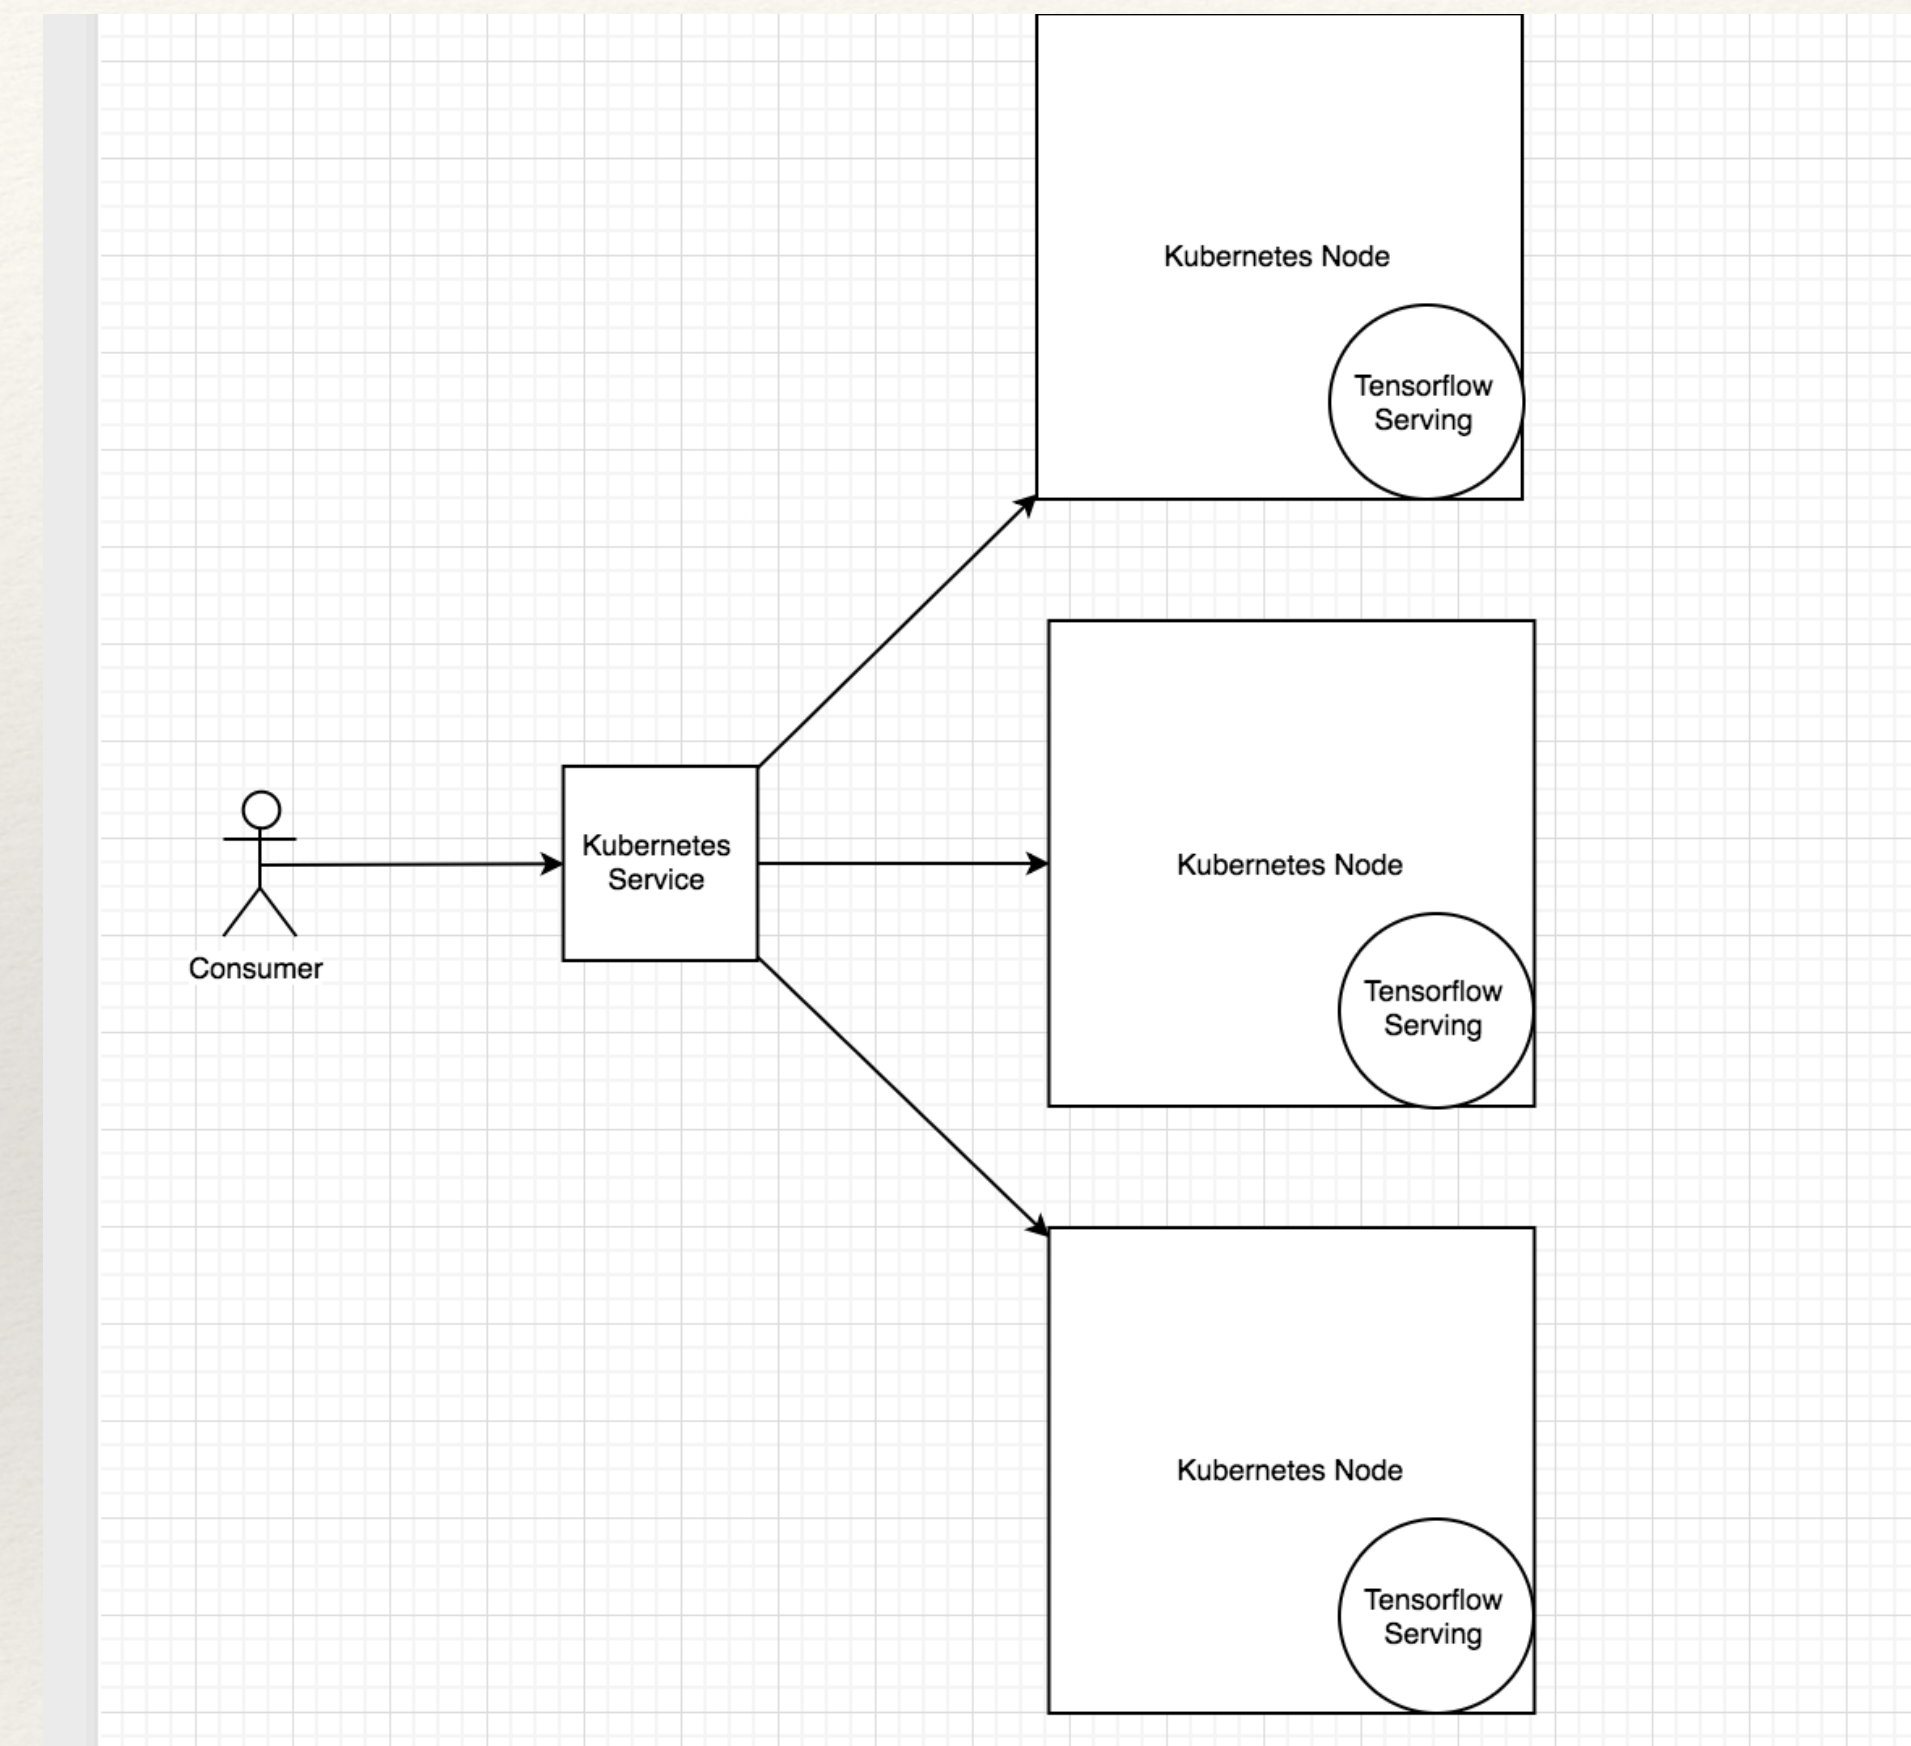 Kubernetes Node
Tensorflow
Serving
Kubernetes
Service
Consumer
Kubernetes Node
Tensorflow
Serving
Kubernetes Node
Tensorflow
Serving